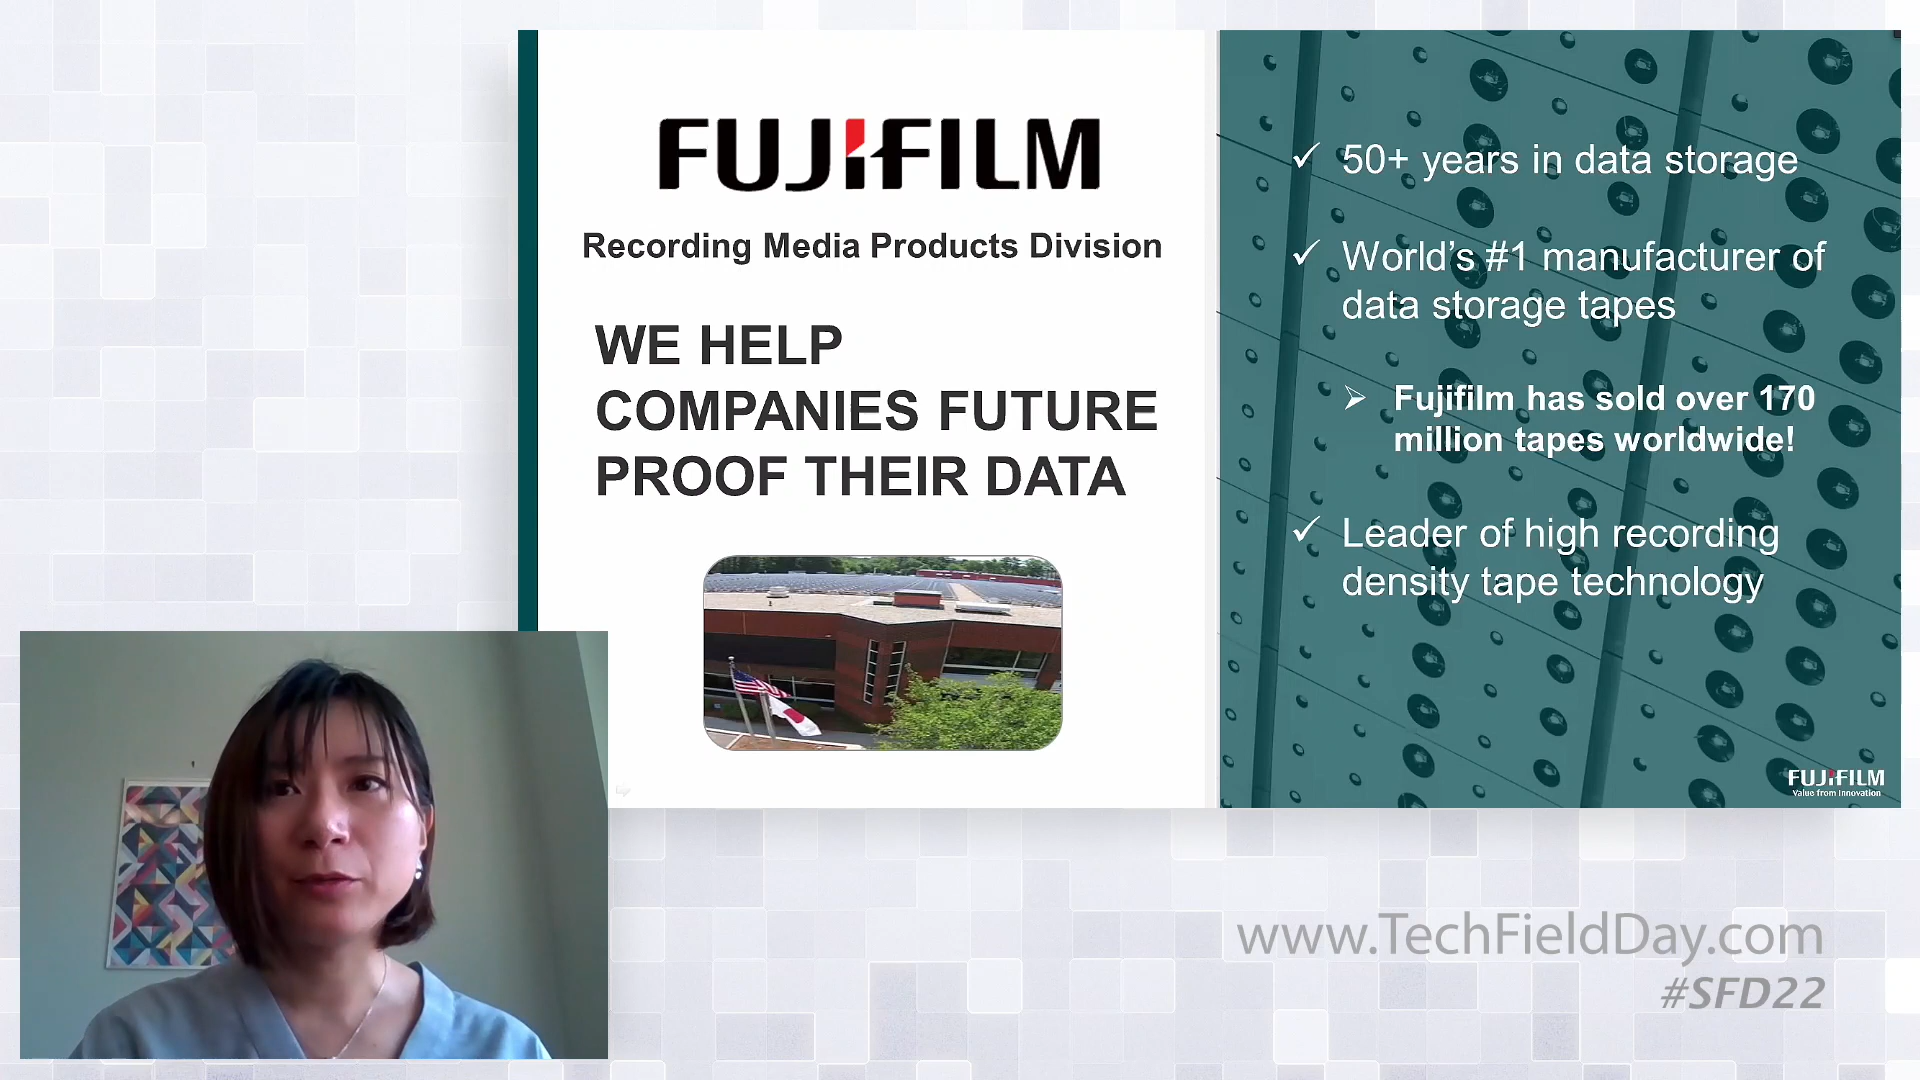 FUJIFILM
Recording Media Products Division
WE HELP
COMPANIES FUTURE
PROOF THEIR DATA
50+ years in data storage
World's #1 manufacturer of
data storage tapes
Fujifilm has sold over 170
million tapes worldwide!
Leader of high recording
density tape technology
FUJIFILM
Value from Innovation
www.TechFieldDay.com
#SFD22